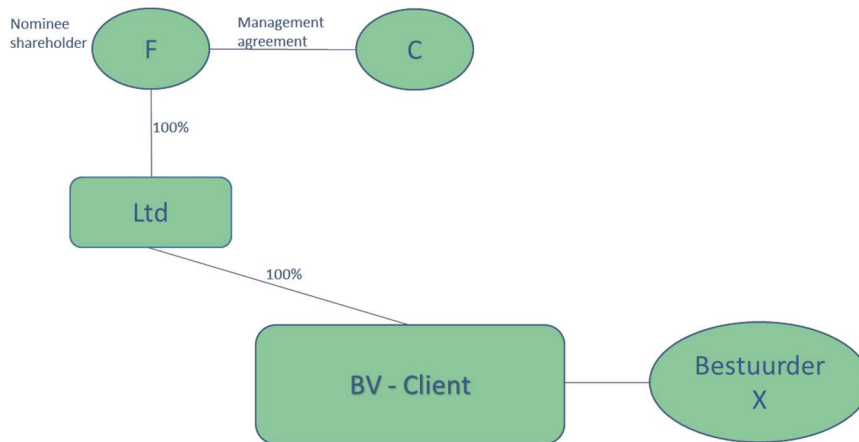 Nominee
shareholder
F
Management
agreement
C
100%
Ltd
100%
BV - Client
Bestuurder
X